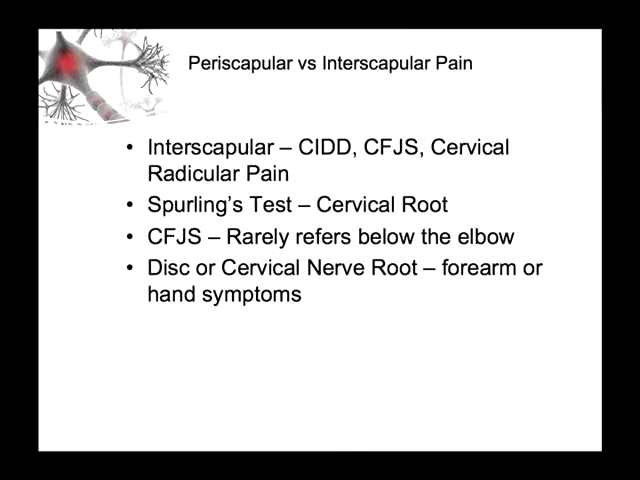 Periscapular vs Interscapular Pain
• Interscapular – CIDD, CFJS, Cervical
Radicular Pain
• Spurling's Test – Cervical Root
• CFJS – Rarely refers below the elbow
• Disc or Cervical Nerve Root – forearm or
hand symptoms